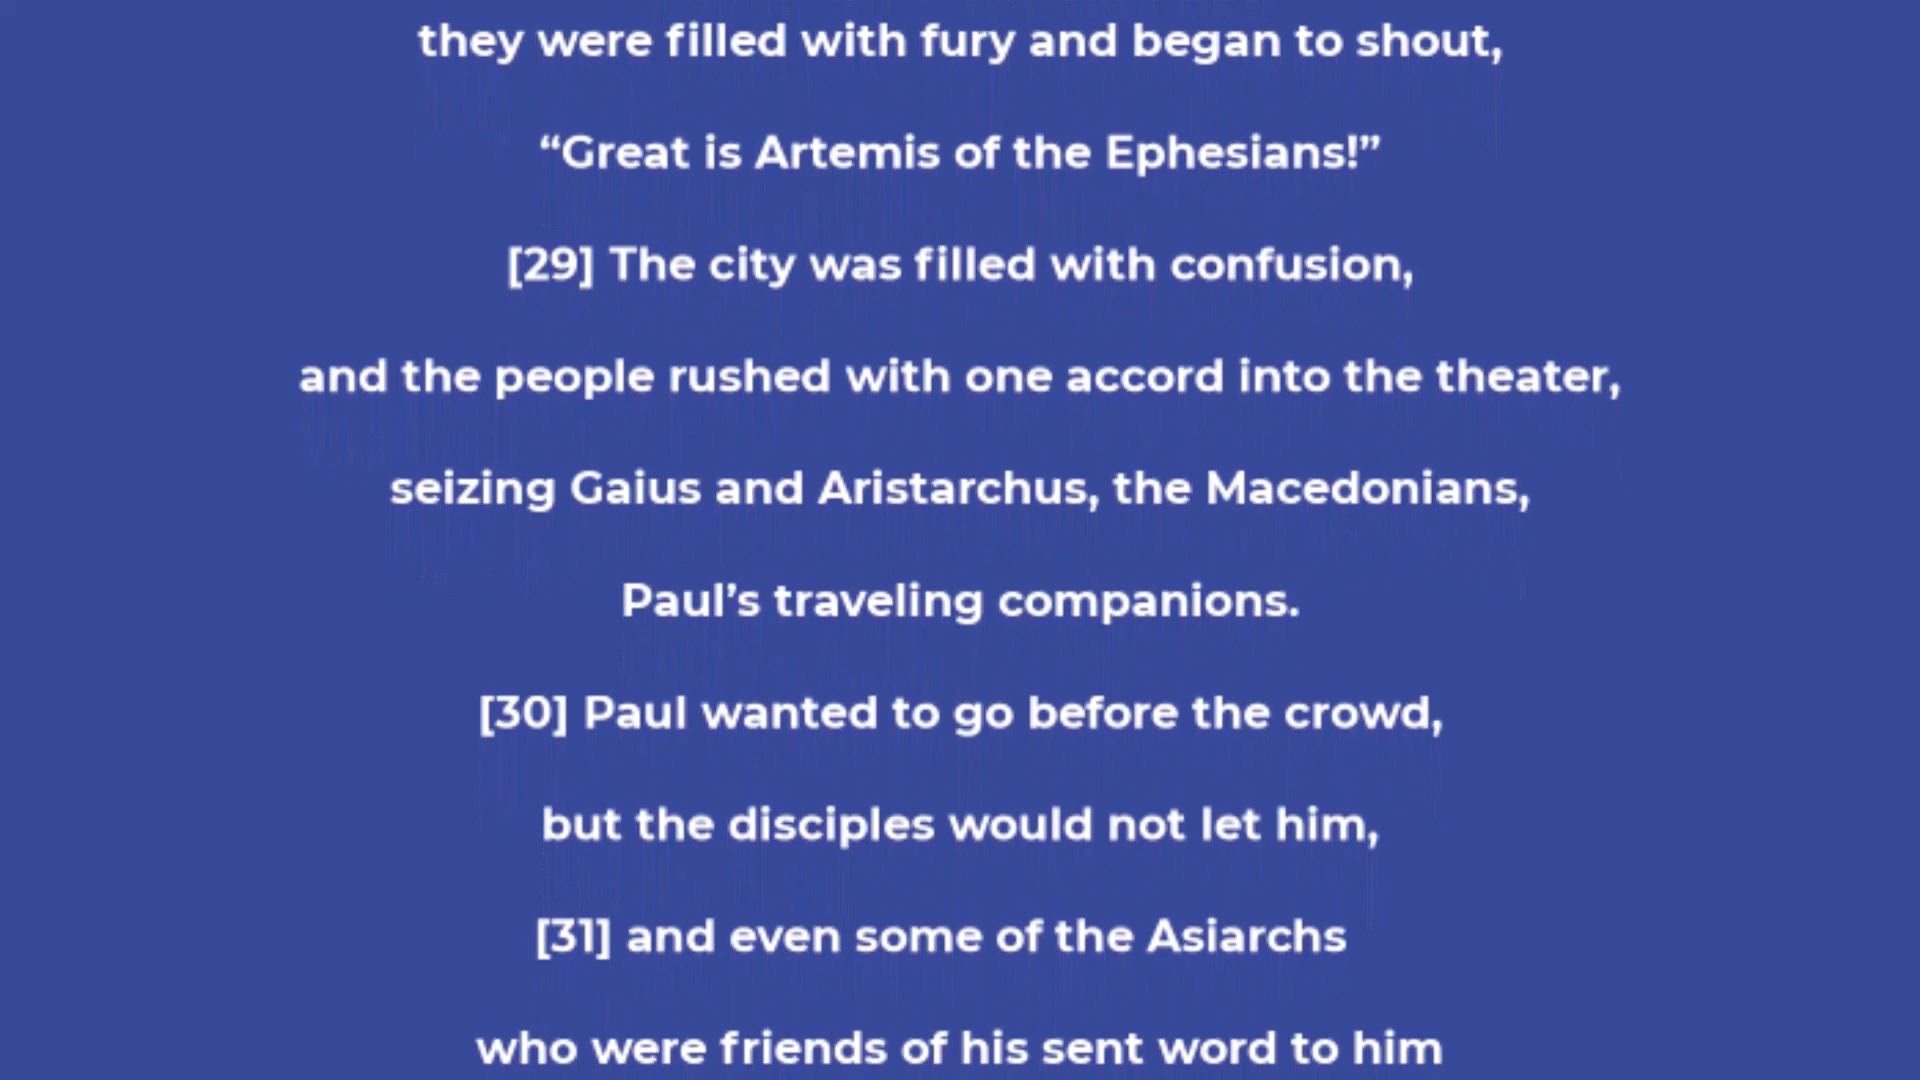 they were filled with fury and began to shout,
“Great is Artemis of the Ephesians!”
[29] The city was filled with confusion,
and the people rushed with one accord into the theater,
seizing Gaius and Aristarchus, the Macedonians,
Paul’s traveling companions.
[30] Paul wanted to go before the crowd,
but the disciples would not let him,
[31] and even some of the Asiarchs
who were friends of his sent word to him